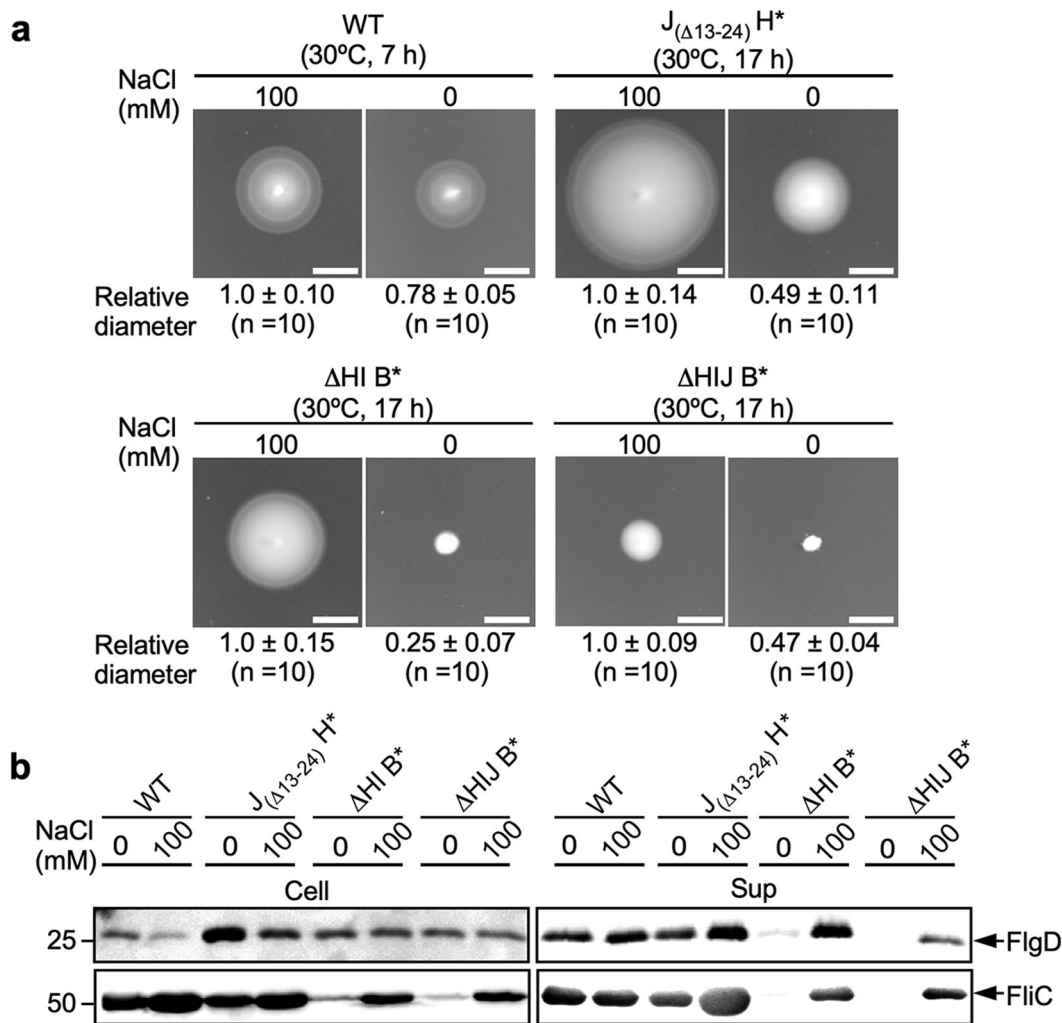 a
WT
(30ºC, 7 h)
J(Δ13-24) H*
(30ºC, 17 h)
NaCl
(mM)
100 0 100 0
Relative
diameter
1.0 ± 0.10 0.78 ± 0.05 1.0 ± 0.14 0.49 ± 0.11
(n =10) (n =10) (n =10) (n =10)
ΔHI B*
(30ºC, 17 h)
ΔHIJ B*
(30ºC, 17 h)
NaCl
(mM)
100 0 100 0
Relative
diameter
1.0 ± 0.15 0.25 ± 0.07 1.0 ± 0.09 0.47 ± 0.04
(n =10) (n =10) (n =10) (n =10)
b
WT J(Δ13-24) H* ΔHI B* ΔHIJ B* WT J(Δ13-24) H* ΔHI B* ΔHIJ B*
NaCl
(mM)
0 100 0 100 0 100 0 100 0 100 0 100 0 100 0 100
Cell Sup
25 FlgD
50 FliC